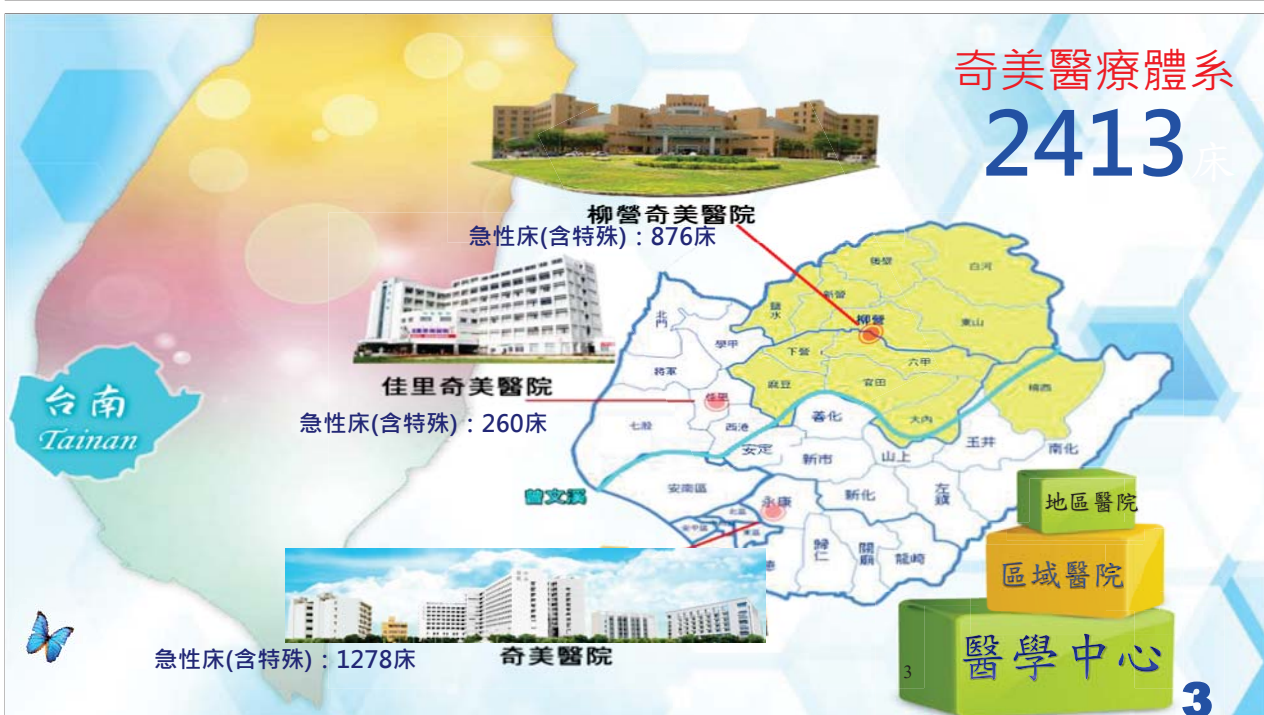 奇美醫療體系
2413床
柳營奇美醫院
急性床(含特殊)：876床
佳里奇美醫院
急性床(含特殊)：260床
台南
Tainan
後壁
白河
新營
鹽水
柳營
東山
北門
學甲
下營
六甲
將軍
麻豆
官田
楠西
佳里
大內
七股
西港
善化
玉井
南化
安定
新市
山上
曾文溪
安南區
左鎮
永康
新化
北區
安平區
東區
歸仁
關廟
龍崎
地區醫院
區域醫院
醫學中心
奇美醫院
急性床(含特殊)：1278床
3
3